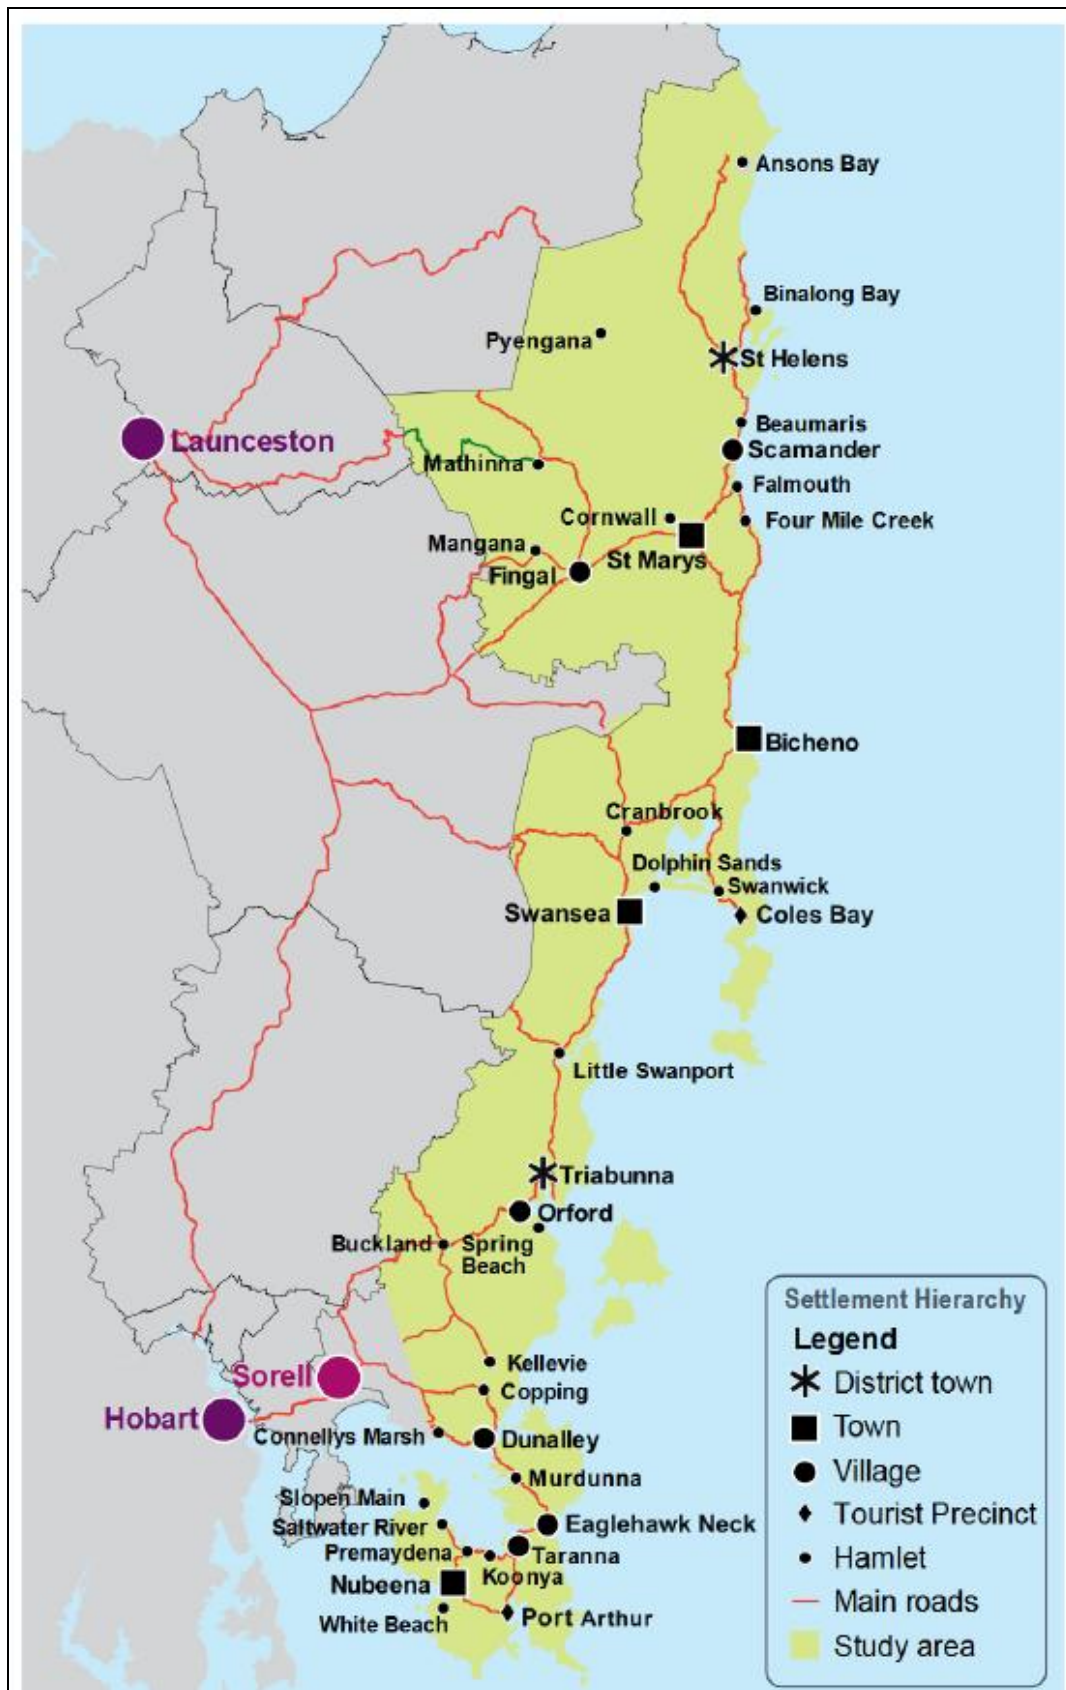 Ansons Bay
Binalong Bay
Pyengana
St Helens
Beaumaris
Launceston
Scamander
Mathinna
Falmouth
Cornwall
Four Mile Creek
Mangana
St Marys
Fingal
Bicheno
Cranbrook
Dolphin Sands
Swanwick
Swansea
Coles Bay
Little Swanport
Triabunna
Orford
Buckland
Spring
Beach
Kellevie
Sorell
Copping
Hobart
Connellys Marsh
Dunalley
Murdunna
Slopen Main
Saltwater River
Eaglehawk Neck
Premaydena
Taranna
Koonya
Nubeena
White Beach
Port Arthur
Settlement Hierarchy
Legend
District town
Town
Village
Tourist Precinct
Hamlet
Main roads
Study area